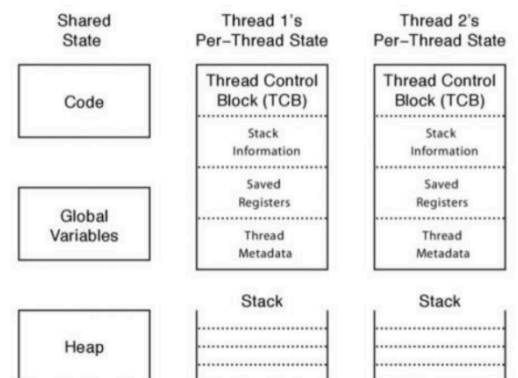 Shared
State
Thread 1's
Per–Thread State
Thread 2's
Per–Thread State
Code
Global
Variables
Heap
Thread Control
Block (TCB)
Stack
Information
Saved
Registers
Thread
Metadata
Stack
Thread Control
Block (TCB)
Stack
Information
Saved
Registers
Thread
Metadata
Stack